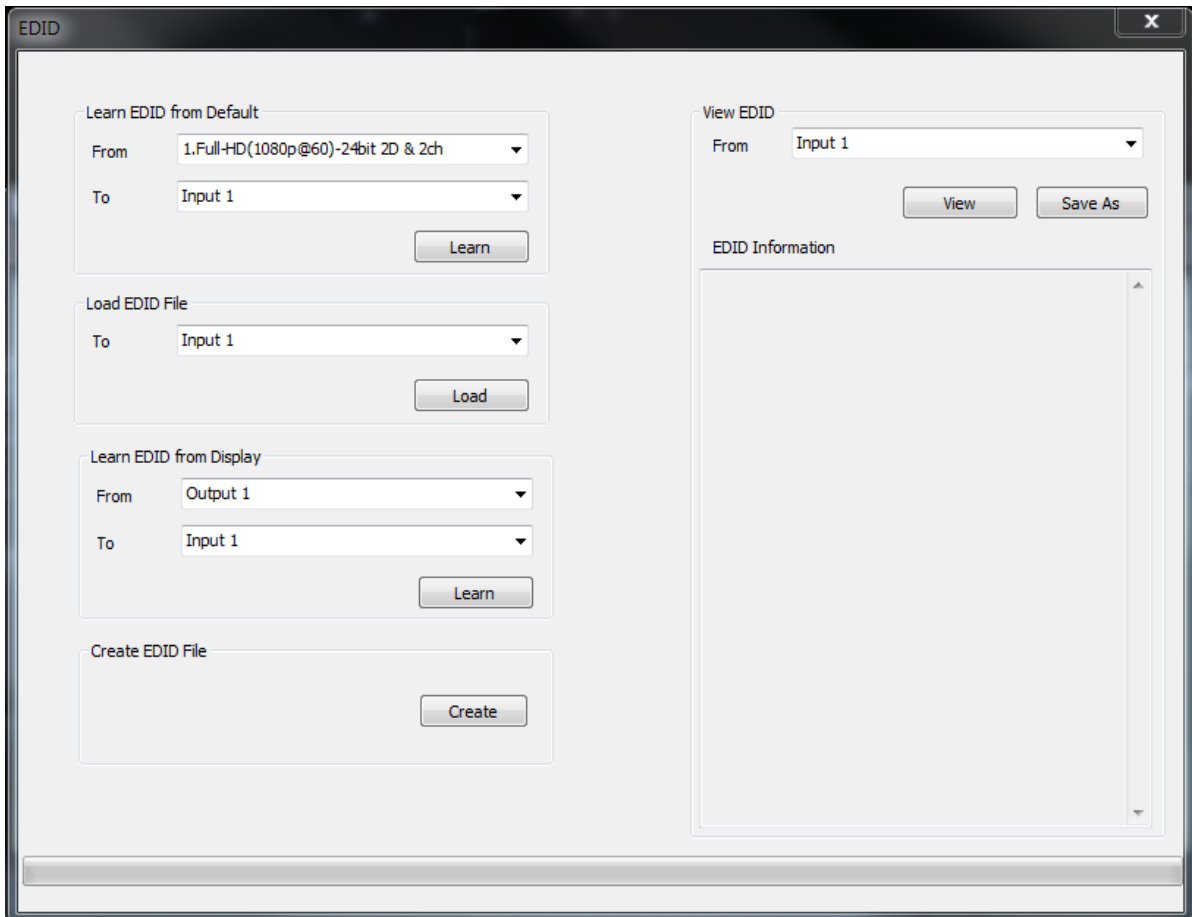 EDID
x
Learn EDID from Default
From 1.Full-HD(1080p@60)-24bit 2D & 2ch
To Input 1
Learn
Load EDID File
To Input 1
Load
Learn EDID from Display
From Output 1
To Input 1
Learn
Create EDID File
Create
View EDID
From Input 1
View Save As
EDID Information